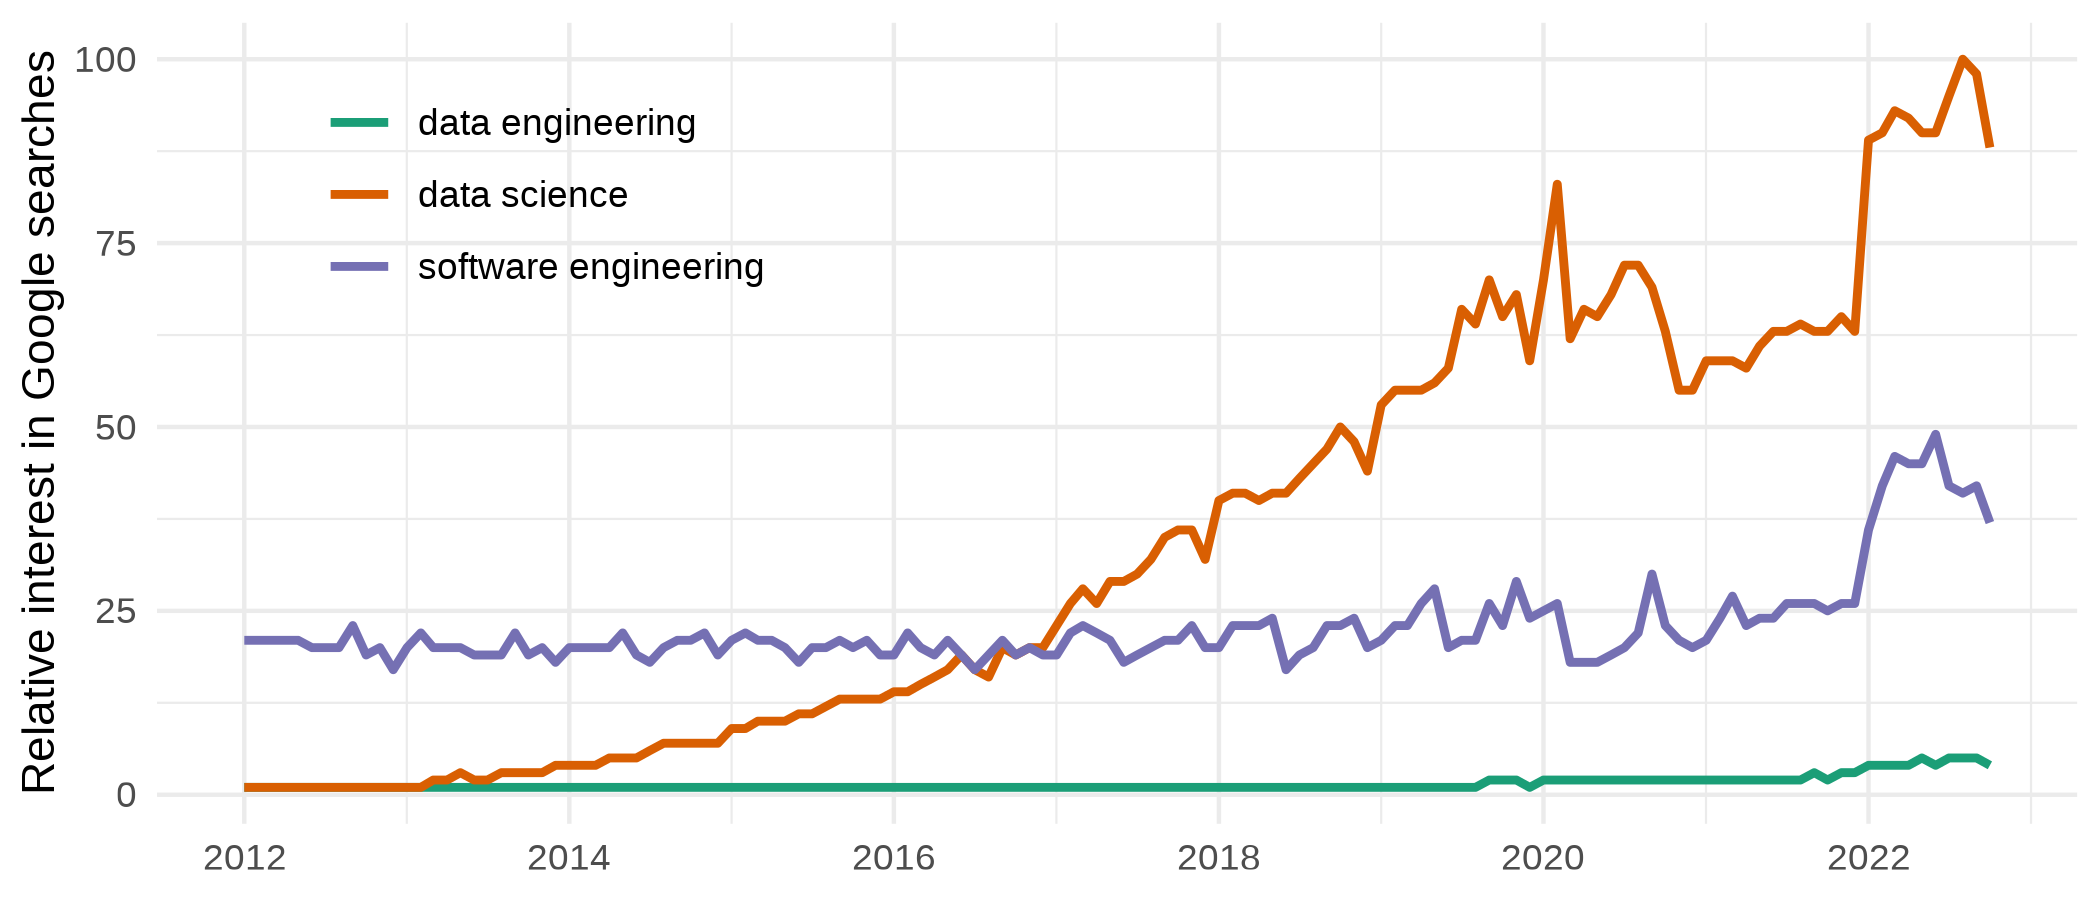 Relative interest in Google searches
100
75
50
25
0
data engineering
data science
software engineering
2012
2014
2016
2018
2020
2022